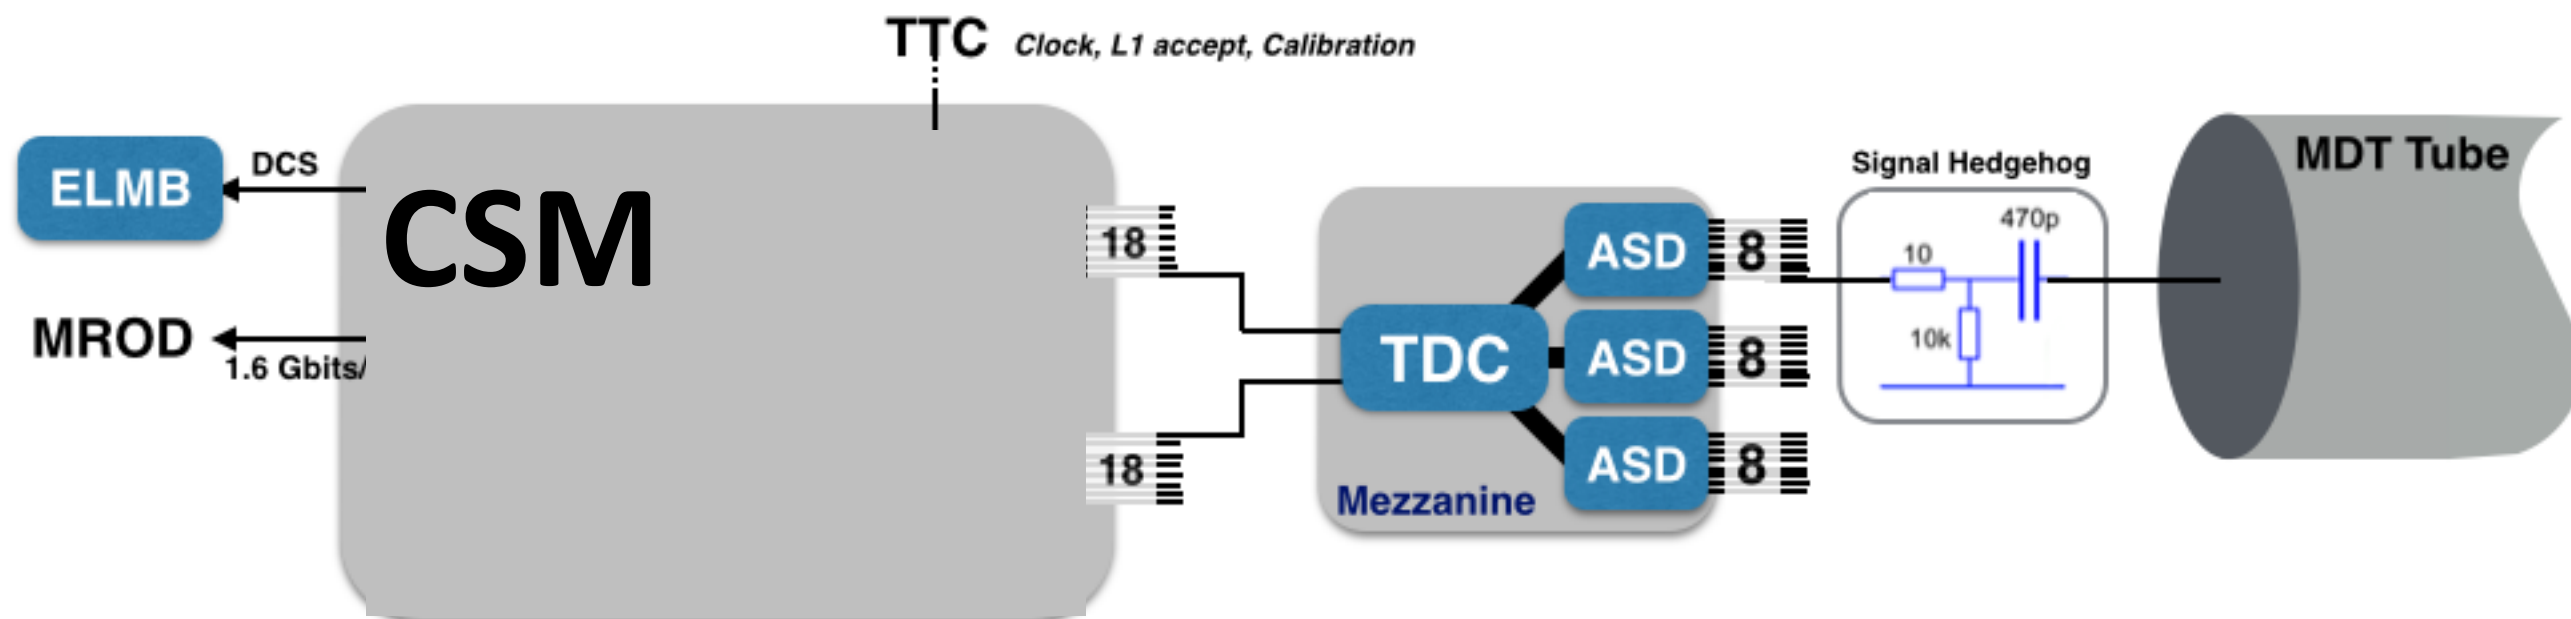 TTC Clock, L1 accept, Calibration
ELMB
DCS
CSM
MROD
1.6 Gbits/
18
18
TDC
ASD
ASD
ASD
8
8
8
Mezzanine
Signal Hedgehog
470p
10
10k
MDT Tube